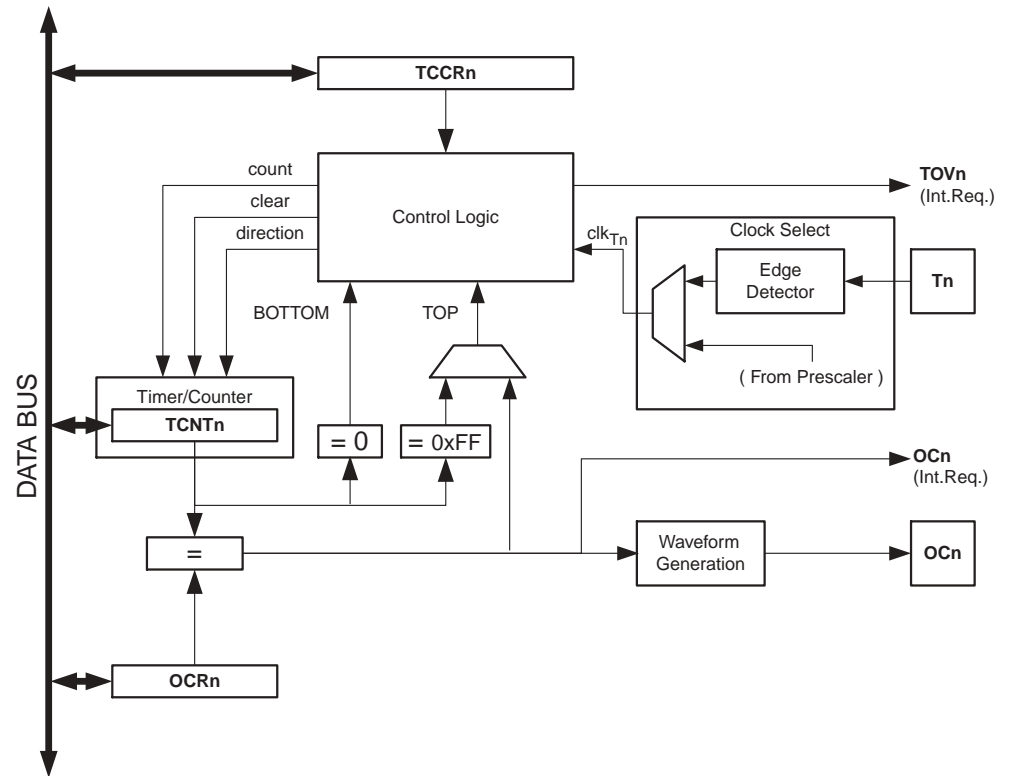 TCCRn
count
clear
direction
Control Logic
TOVn
(Int.Req.)
clkTn
Clock Select
Edge
Detector
Tn
( From Prescaler )
BOTTOM
TOP
DATA BUS
Timer/Counter
TCNTn
= 0
= 0xFF
OCn
(Int.Req.)
=
Waveform
Generation
OCn
OCRn